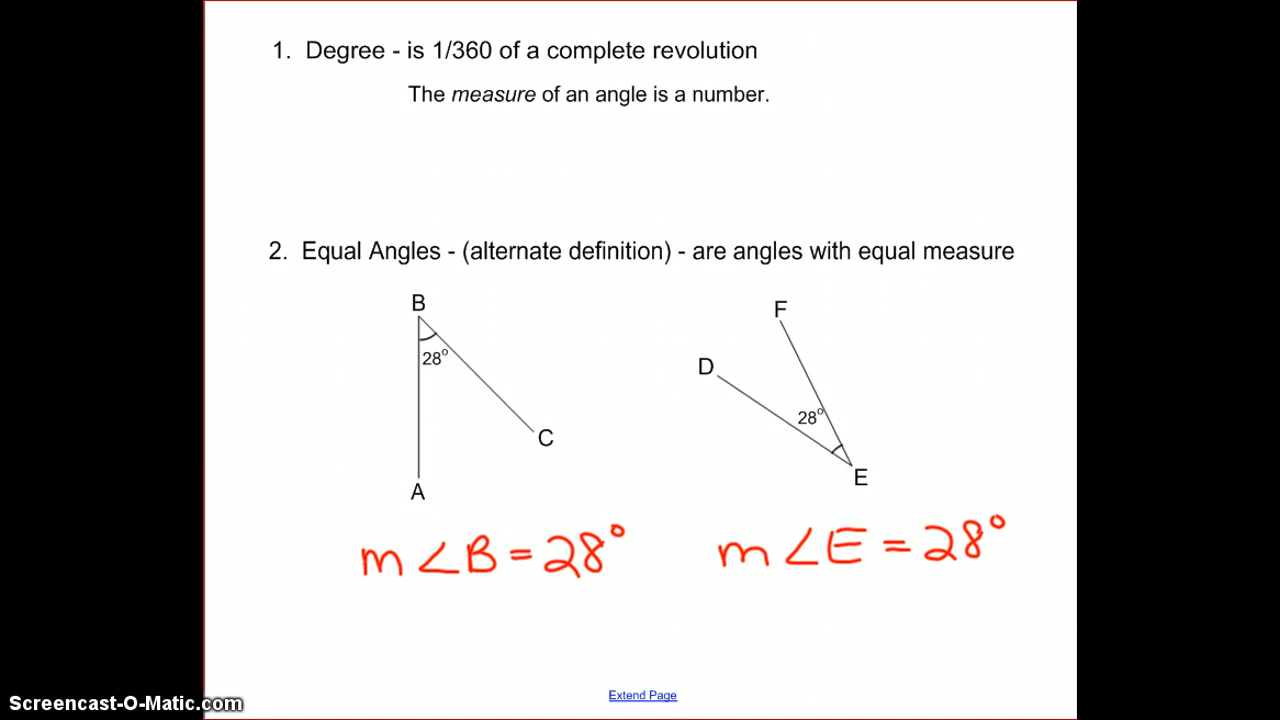 1. Degree - is 1/360 of a complete revolution
The measure of an angle is a number.
2. Equal Angles - (alternate definition) - are angles with equal measure
B
28°
C
A
F
D
28°
E
m∠B = 28°
m∠E = 28°
Extend Page
Screencast-O-Matic.com